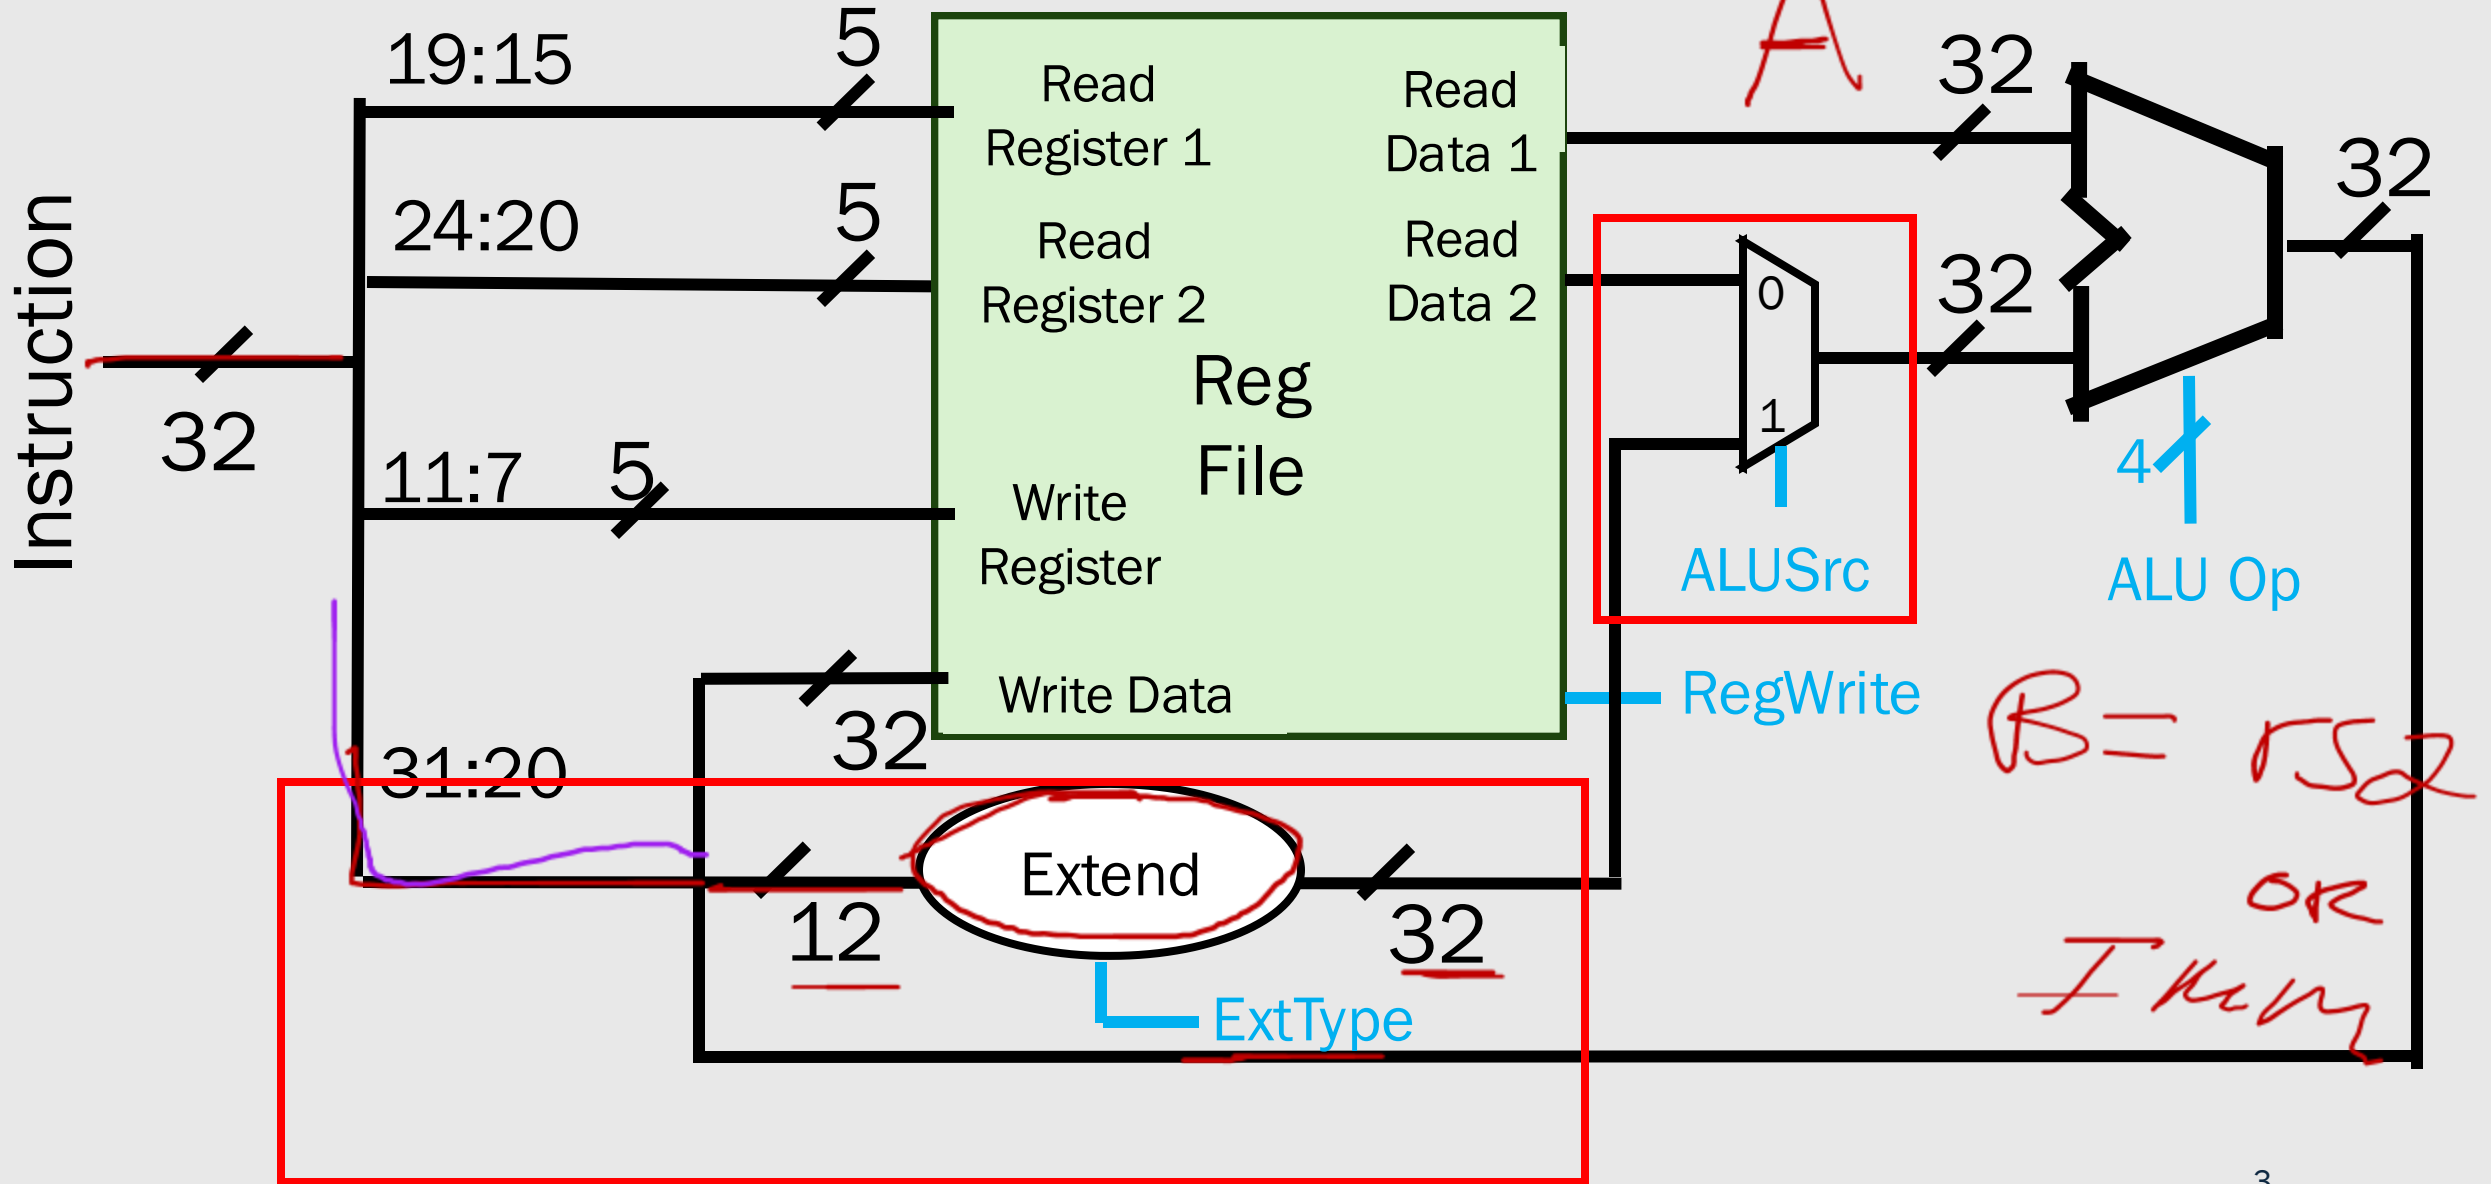 Instruction
32
19:15
5
24:20
5
11:7
5
31:20
32
12
Read
Register 1
Read
Register 2
Write
Register
Write Data
Reg
File
Read
Data 1
Read
Data 2
Extend
32
ExtType
0
1
ALUSrc
RegWrite
A
32
32
32
4
ALU Op
B=
or
Imm
3